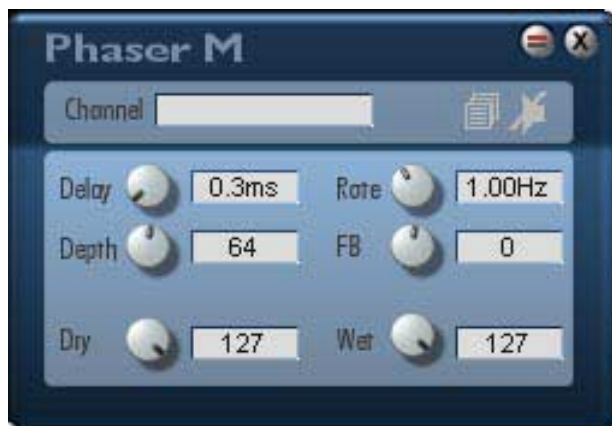 Phaser M
Channel
Delay 0.3ms Rate 1.00Hz
Depth 64 FB 0
Dry 127 Wet 127